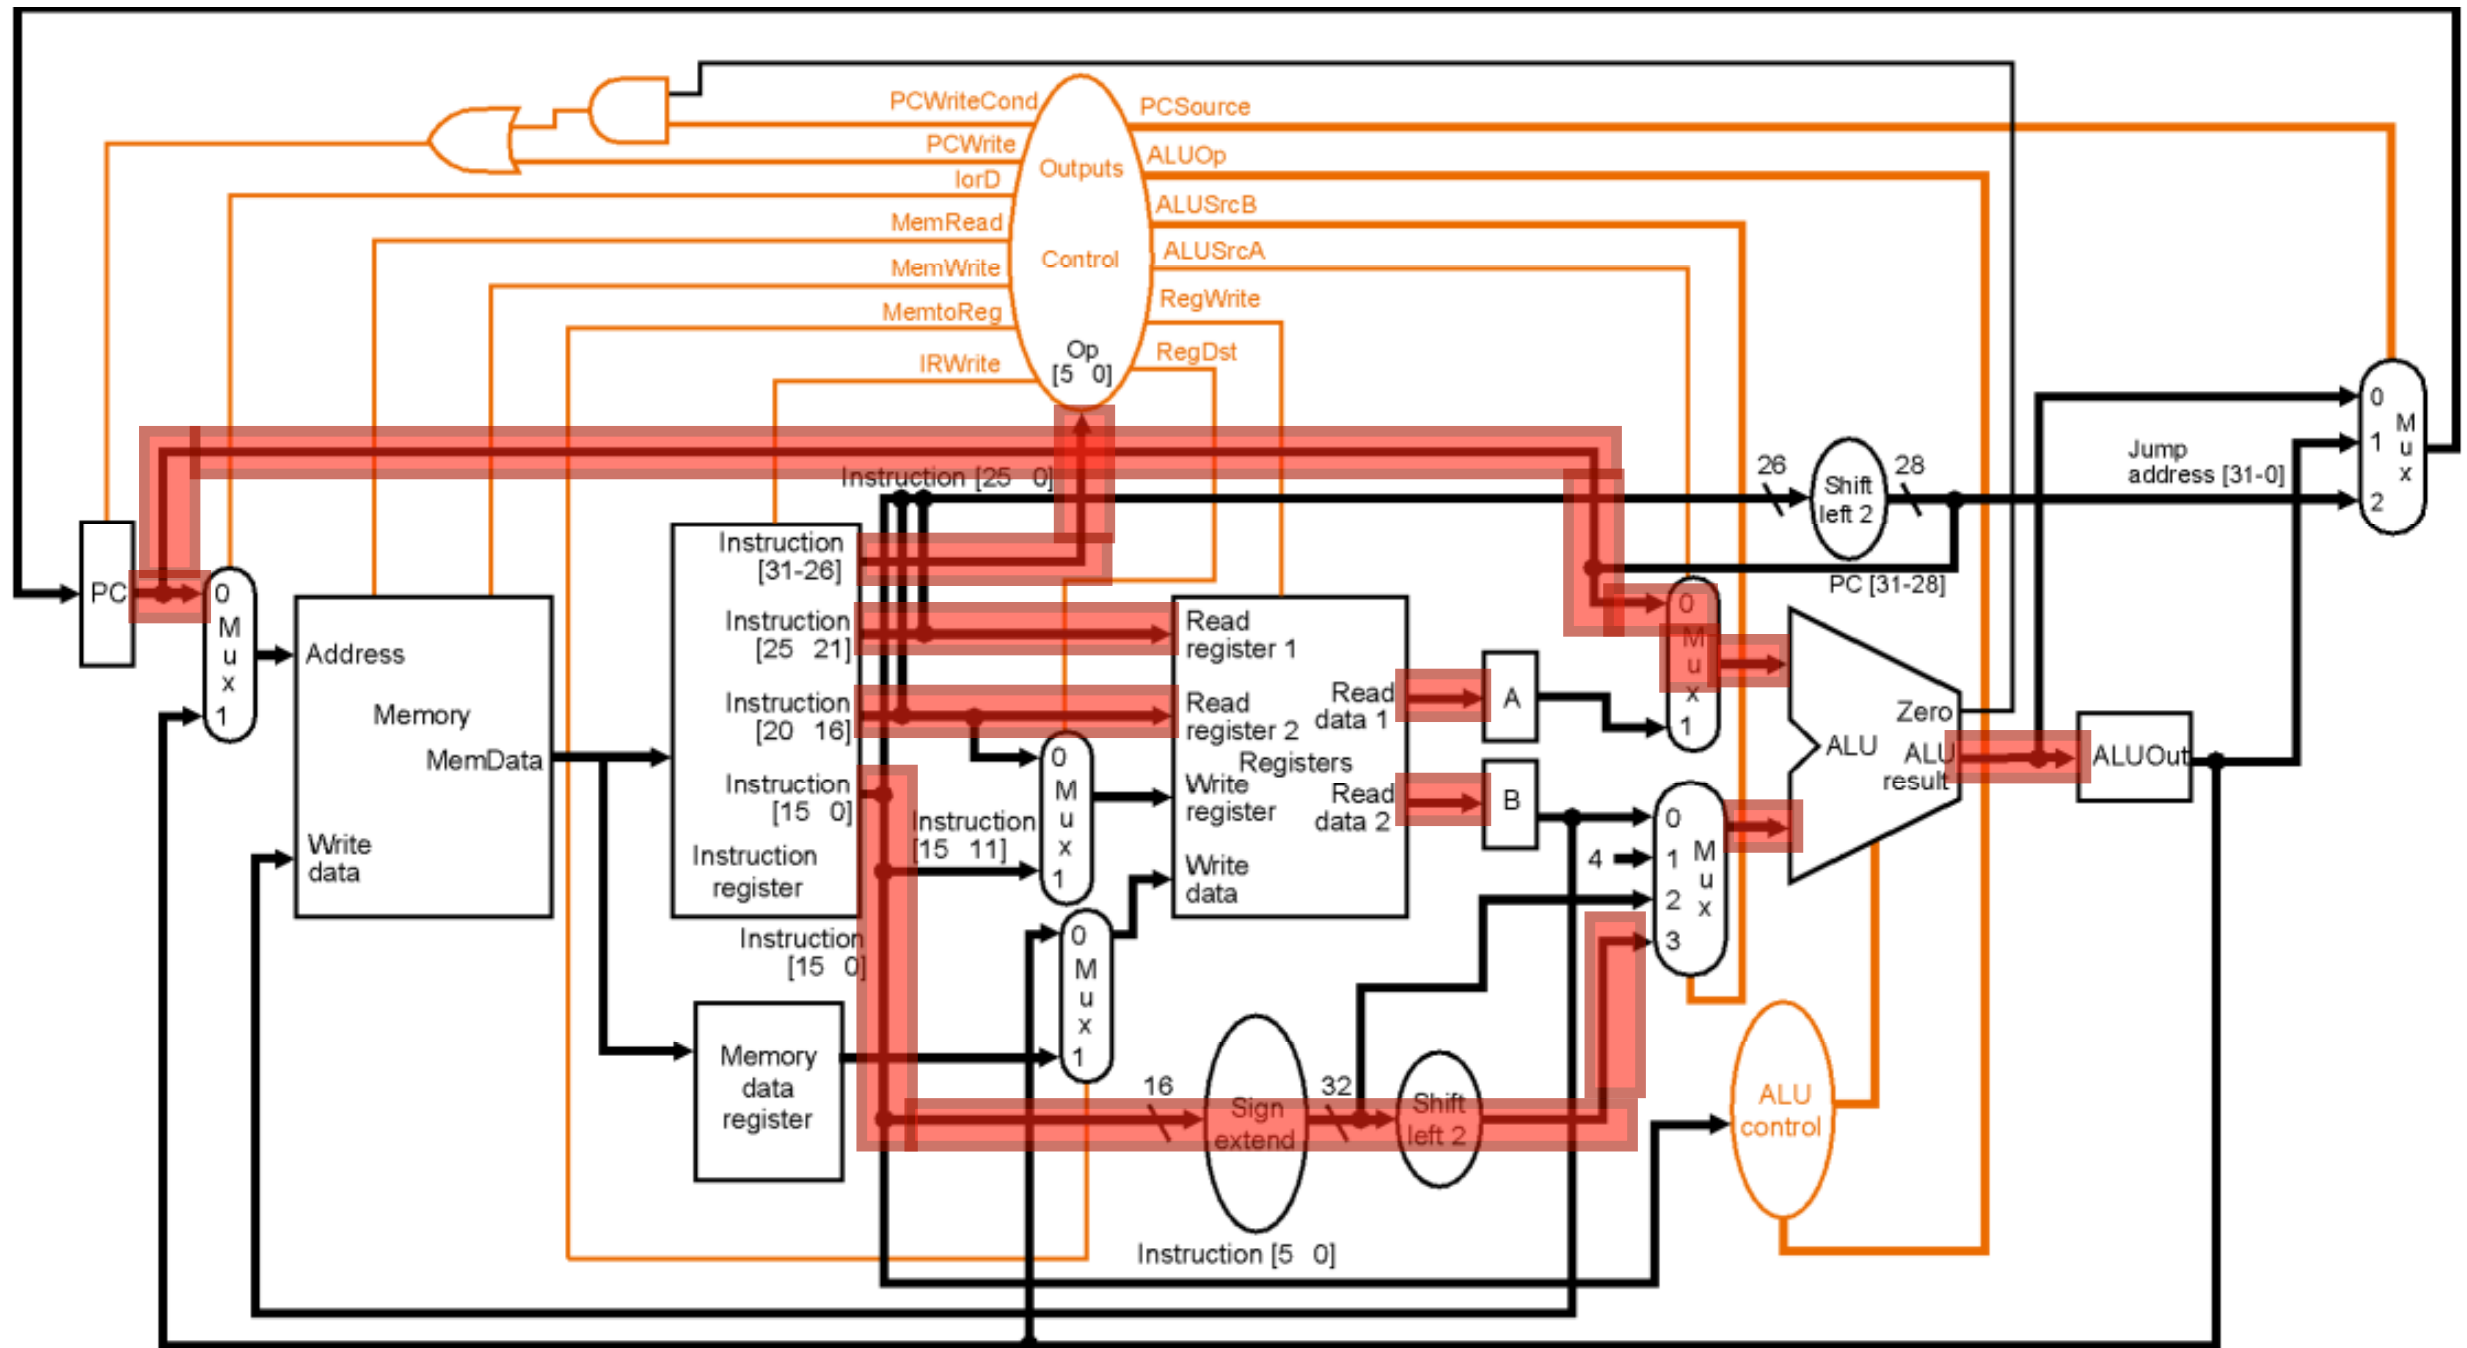 PCWriteCond
PCWrite
IorD
MemRead
MemWrite
MemtoReg
IRWrite
Outputs
Control
Op
[5 0]
PCSource
ALUOp
ALUSrcB
ALUSrcA
RegWrite
RegDst
PC
0
M
u
x
1
Address
Memory
MemData
Write
data
Instruction [25 0]
Instruction
[31-26]
Instruction
[25 21]
Instruction
[20 16]
Instruction
[15 0]
Instruction
register
Instruction
[15 0]
Memory
data
register
Instruction
[15 11]
0
M
u
x
1
0
M
u
x
1
Read
register 1
Read
register 2
Registers
Write
register
Write
data
Read
data 1
Read
data 2
A
B
16
Sign
extend
32
Shift
left 2
Instruction [5 0]
0
M
u
x
1
4
0
1
2
3
M
u
x
26
Shift
left 2
28
PC [31-28]
Jump
address [31-0]
Zero
ALU
ALU
result
ALUOut
ALU
control
0
1
2
M
u
x